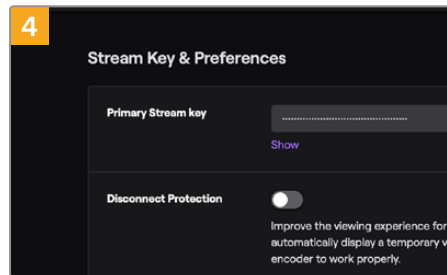 4
Stream Key & Preferences
Primary Stream key
Show
Disconnect Protection
Improve the viewing experience for
automatically display a temporary v
encoder to work properly.